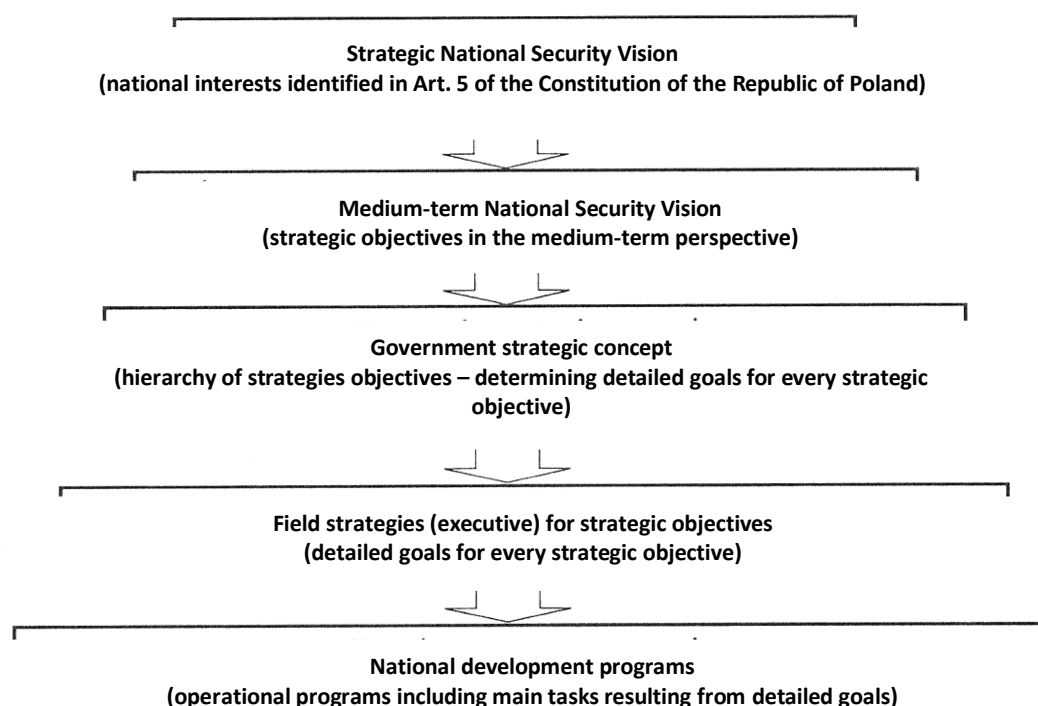 Strategic National Security Vision
(national interests identified in Art. 5 of the Constitution of the Republic of Poland)
Medium-term National Security Vision
(strategic objectives in the medium-term perspective)
Government strategic concept
(hierarchy of strategies objectives – determining detailed goals for every strategic
objective)
Field strategies (executive) for strategic objectives
(detailed goals for every strategic objective)
National development programs
(operational programs including main tasks resulting from detailed goals)